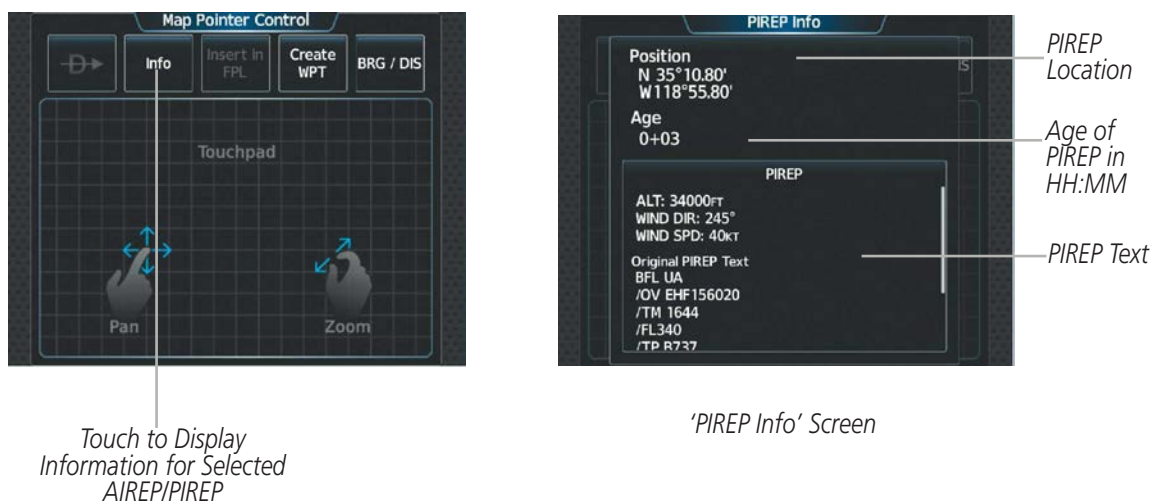 Map Pointer Control
Info
Insert in
FPL
Create
WPT
BRG / DIS
Touchpad
Pan
Zoom
Touch to Display
Information for Selected
AIREP/PIREP
PIREP Info
Position
N 35°10.80'
W118°55.80'
Age
0+03
PIREP
ALT: 34000FT
WIND DIR: 245°
WIND SPD: 40KT
Original PIREP Text
BFL UA
/OV EHF156020
/TM 1644
/FL340
/TP B737
IS
PIREP
Location
Age of
PIREP in
HH:MM
PIREP Text
'PIREP Info' Screen